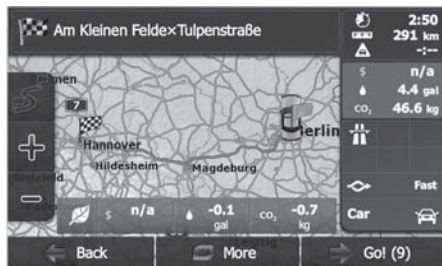 Am Kleinen Felde×Tulpenstraße
2:50
291 km
-:--
$ n/a
4.4 gal
CO₂ 46.6 kg
Fast
Car
7
Hannover
Hildesheim
Magdeburg
$ n/a
-0.1 gal
CO₂ -0.7 kg
Back
More
Go! (9)